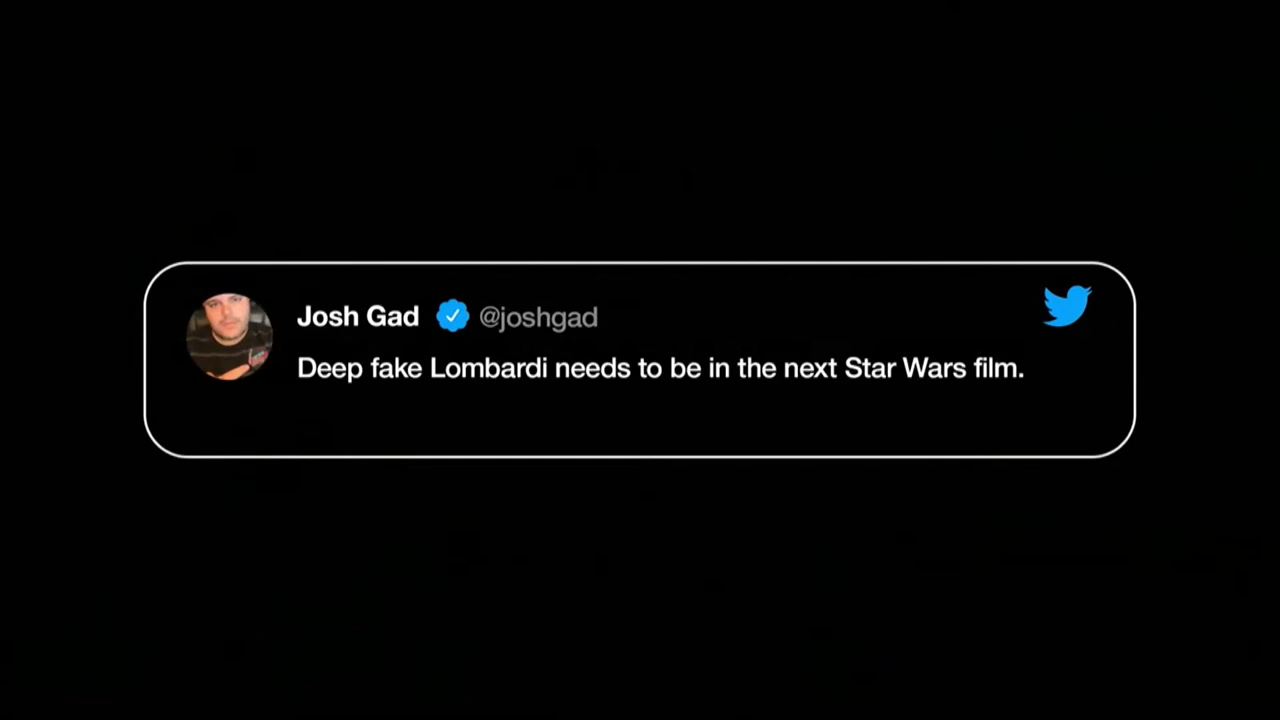 Josh Gad @joshgad
Deep fake Lombardi needs to be in the next Star Wars film.